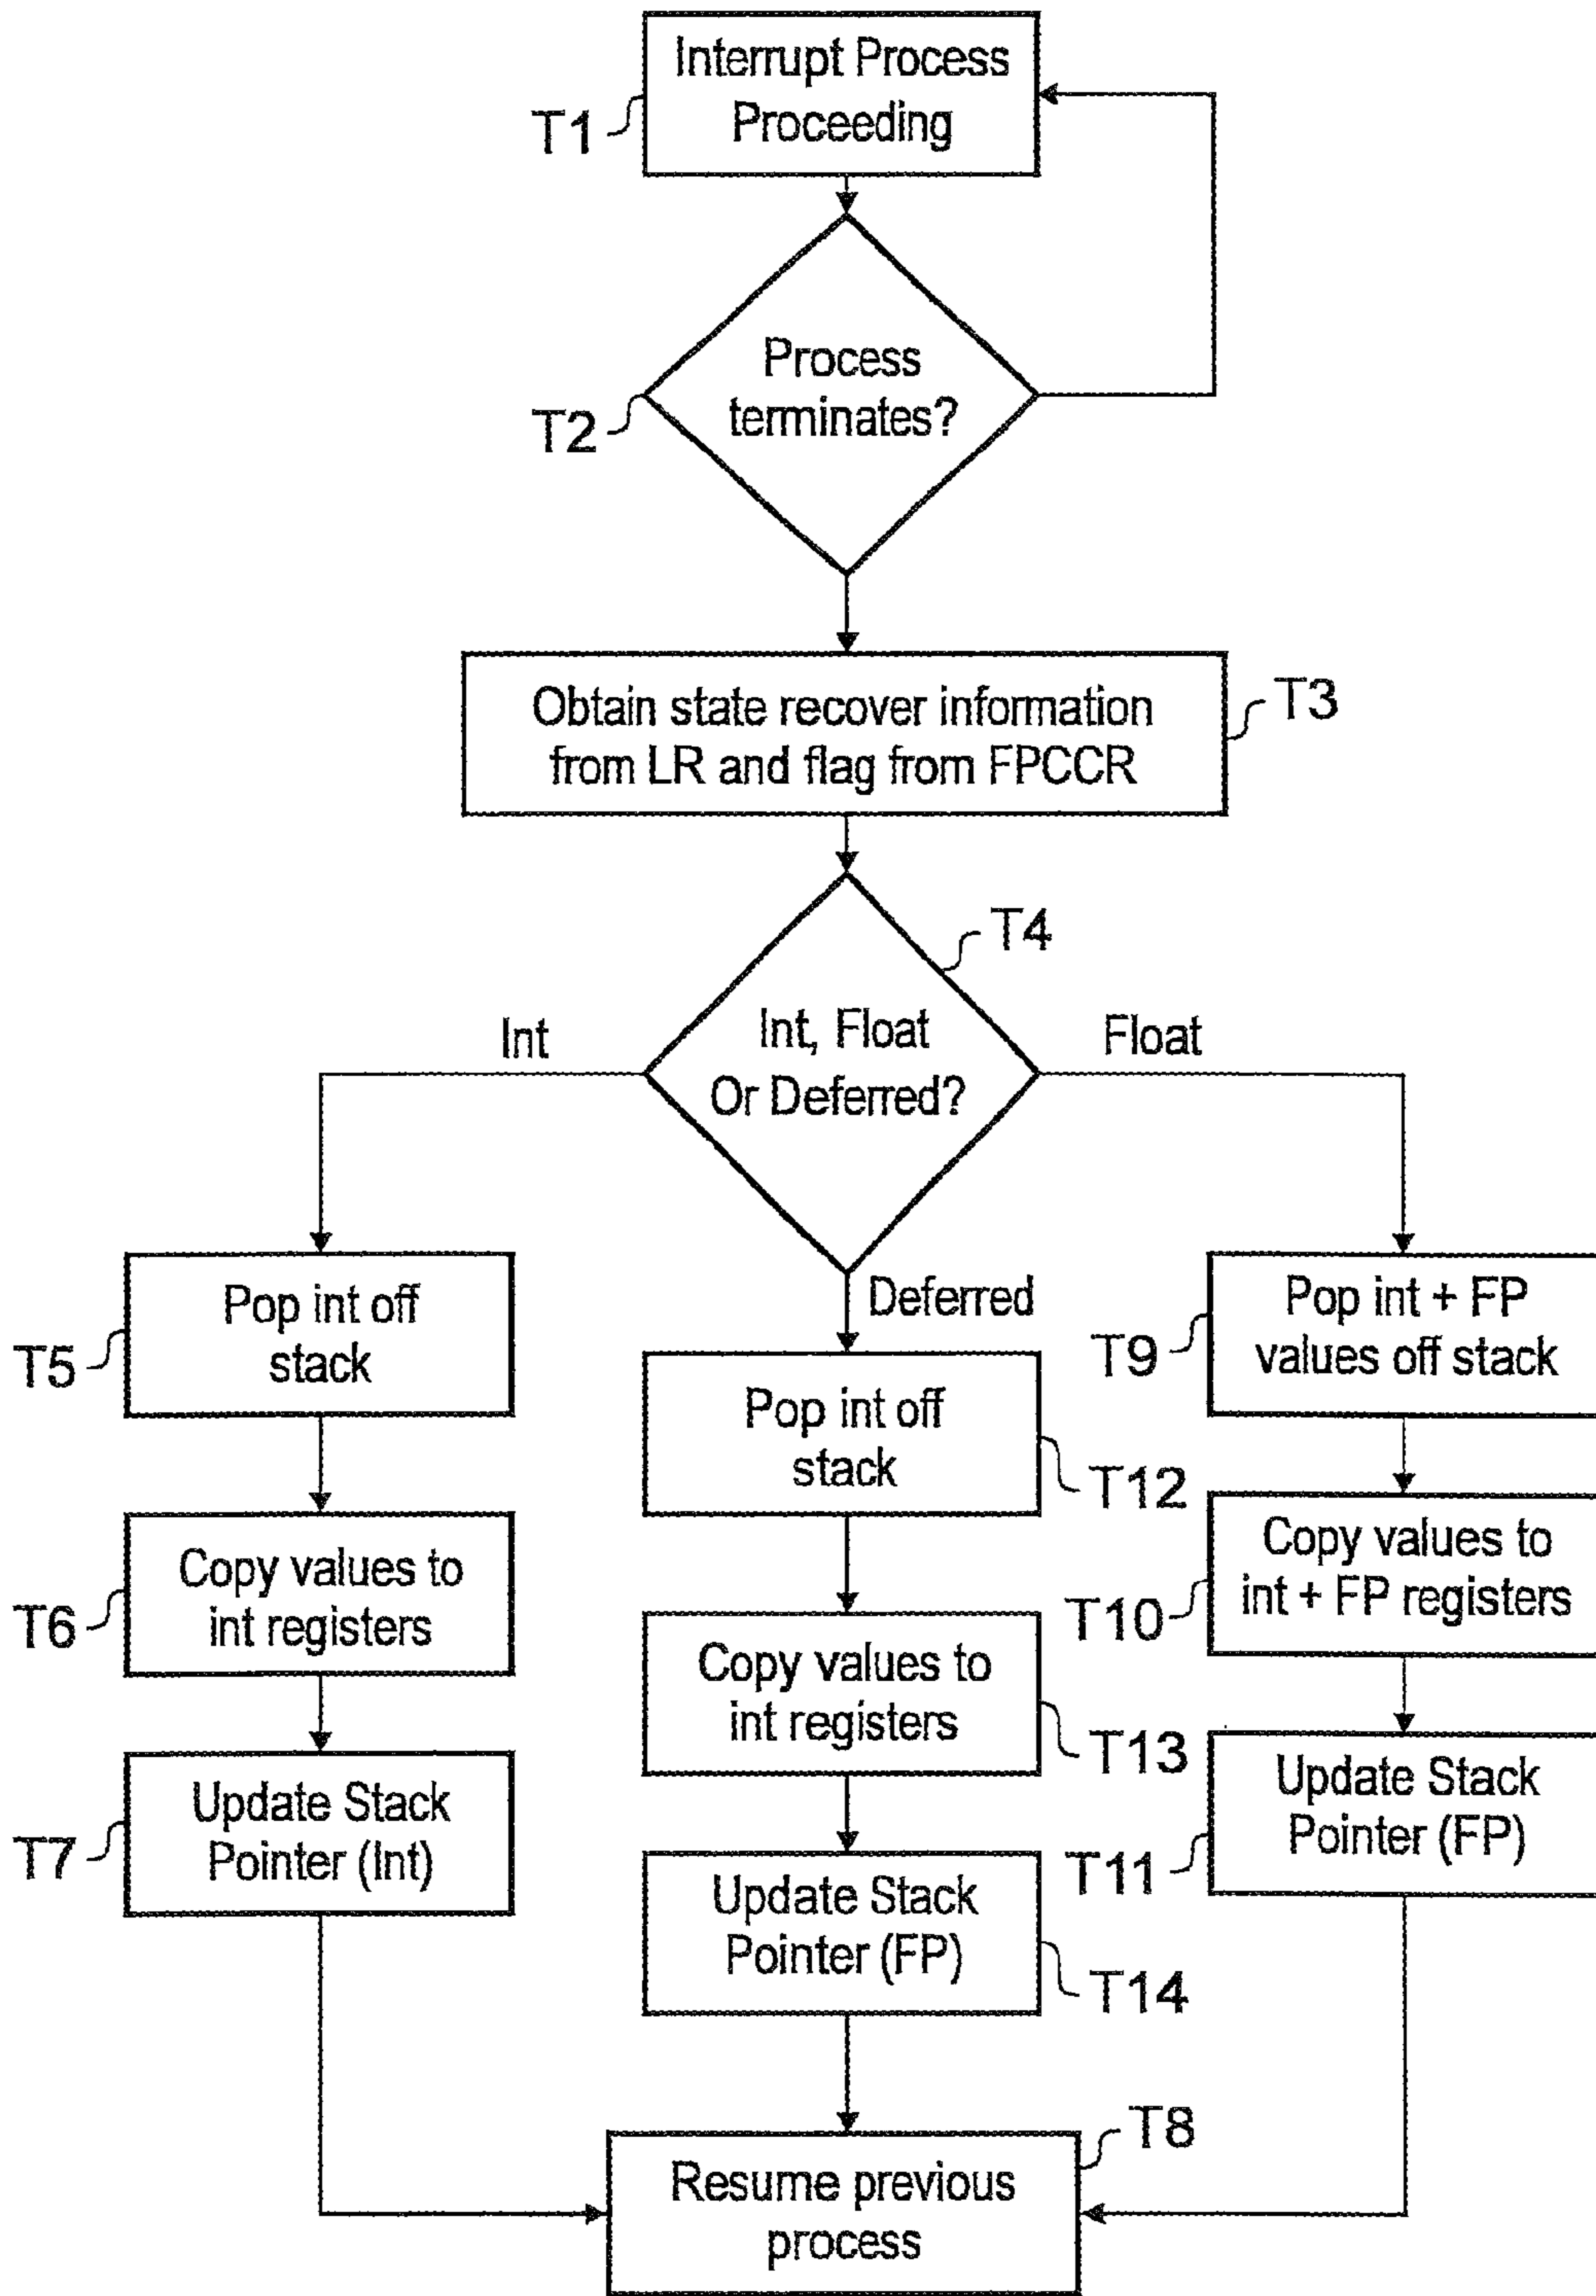 Interrupt Process
Proceeding
T1
Process
terminates?
T2
Obtain state recover information
from LR and flag from FPCCR
T3
T4
Int, Float
Or Deferred?
Int
Float
Deferred
Pop int off
stack
T5
Copy values to
int registers
T6
Update Stack
Pointer (Int)
T7
Pop int off
stack
T12
Copy values to
int registers
T13
Update Stack
Pointer (FP)
T14
Pop int + FP
values off stack
T9
Copy values to
int + FP registers
T10
Update Stack
Pointer (FP)
T11
T8
Resume previous
process